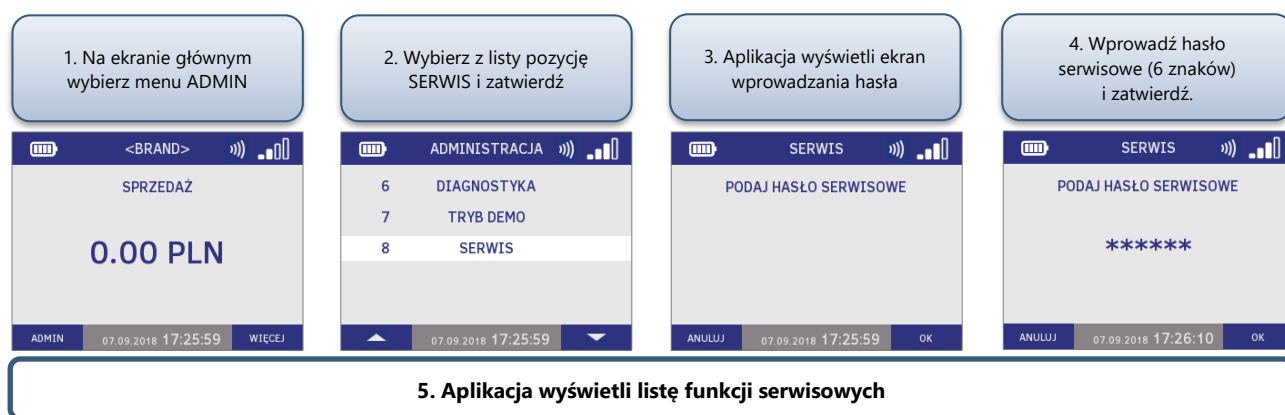 1. Na ekranie głównym
wybierz menu ADMIN
2. Wybierz z listy pozycję
SERWIS i zatwierdź
3. Aplikacja wyświetli ekran
wprowadzania hasła
4. Wprowadź hasło
serwisowe (6 znaków)
i zatwierdź.
<BRAND>
SPRZEDAŻ
0.00 PLN
ADMIN 07.09.2018 17:25:59 WIĘCEJ
ADMINISTRACJA
6 DIAGNOSTYKA
7 TRYB DEMO
8 SERWIS
07.09.2018 17:25:59
SERWIS
PODAJ HASŁO SERWISOWE
ANULUJ 07.09.2018 17:25:59 OK
SERWIS
PODAJ HASŁO SERWISOWE
******
ANULUJ 07.09.2018 17:26:10 OK
5. Aplikacja wyświetli listę funkcji serwisowych